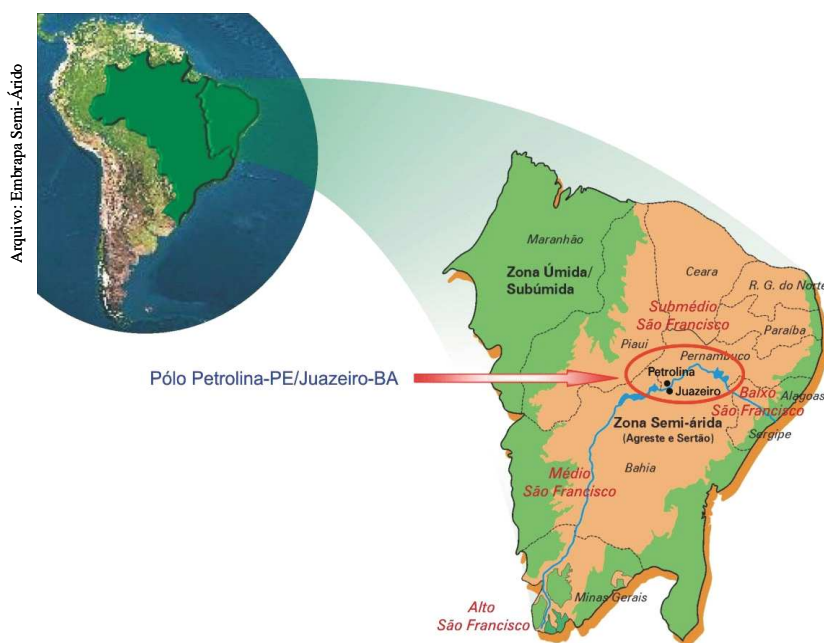 Arquivo: Embrapa Semi-Árido
Maranhão
Zona Úmida/
Subúmida
Ceara
R. G. do Norte
Submédio
São Francisco
Paraíba
Piaui
Pernambuco
Pólo Petrolina-PE/Juazeiro-BA
Petrolina
Juazeiro
Baixo
São Francisco
Alagoas
Zona Semi-árida
(Agreste e Sertão)
Sergipe
Bahia
Médio
São Francisco
Minas Gerais
Alto
São Francisco